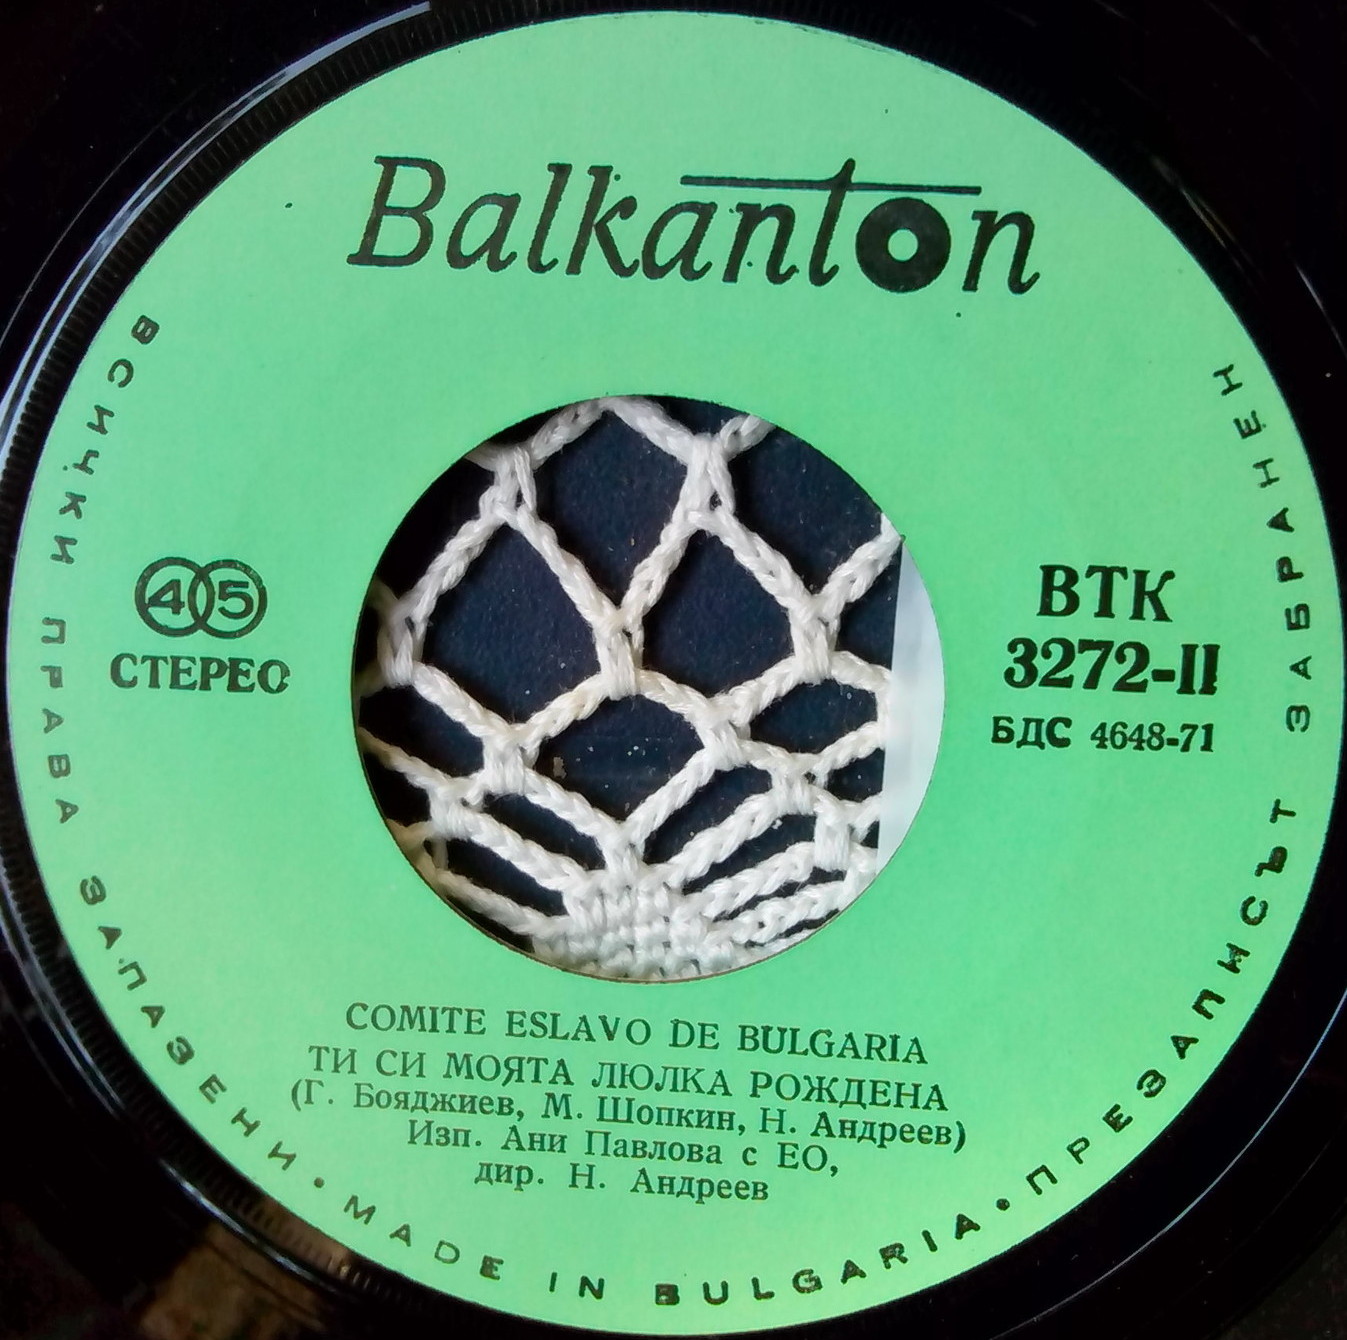 Balkanton
45
СТЕРЕО
ВТК
3272-II
БДС 4648-71
COMITE ESLAVO DE BULGARIA
ТИ СИ МОЯТА ЛЮЛКА РОЖДЕНА
(Г. Бояджиев, М. Шопкин, Н. Андреев)
Изп. Ани Павлова с ЕО,
дир. Н. Андреев
ВСИЧКИ ПРАВА ЗАПАЗЕНИ • MADE IN BULGARIA • ПРЕЗАПИСЪТ ЗАБРАНЕН